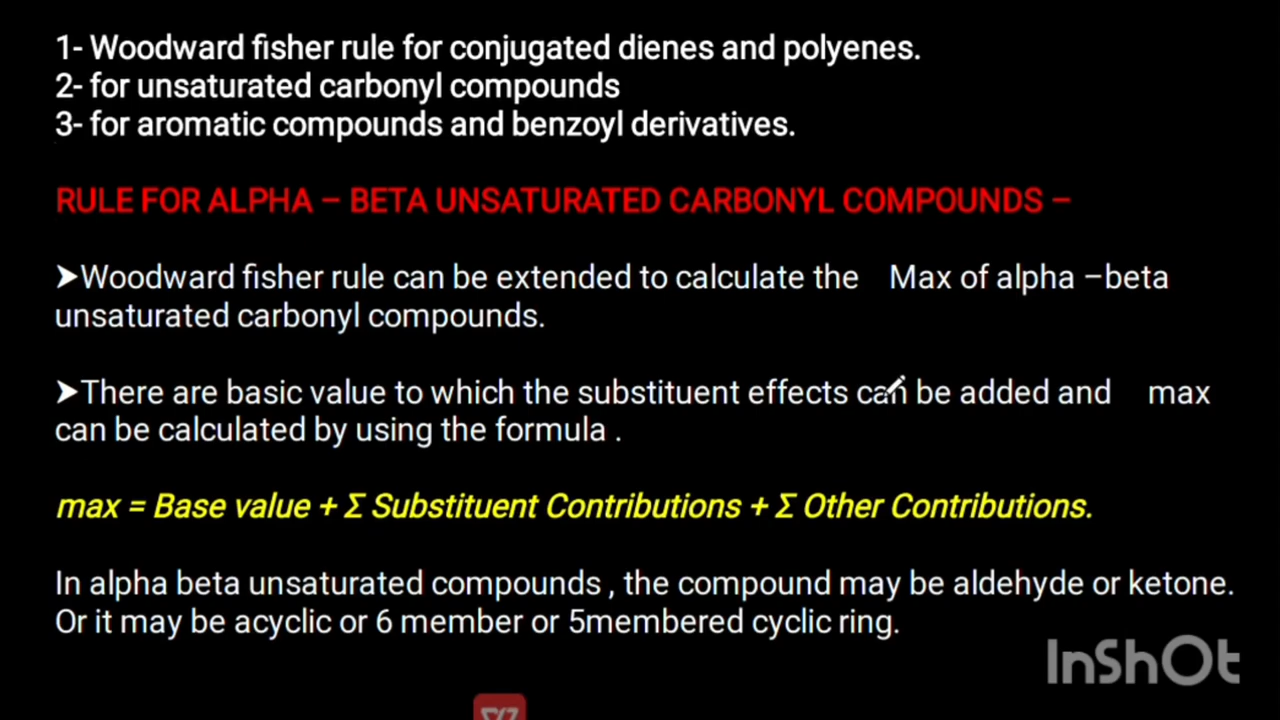 1- Woodward fisher rule for conjugated dienes and polyenes.
2- for unsaturated carbonyl compounds
3- for aromatic compounds and benzoyl derivatives.
RULE FOR ALPHA – BETA UNSATURATED CARBONYL COMPOUNDS –
➤Woodward fisher rule can be extended to calculate the Max of alpha –beta
unsaturated carbonyl compounds.
➤There are basic value to which the substituent effects can be added and max
can be calculated by using the formula .
max = Base value + Σ Substituent Contributions + Σ Other Contributions.
In alpha beta unsaturated compounds , the compound may be aldehyde or ketone.
Or it may be acyclic or 6 member or 5membered cyclic ring.
InShOt